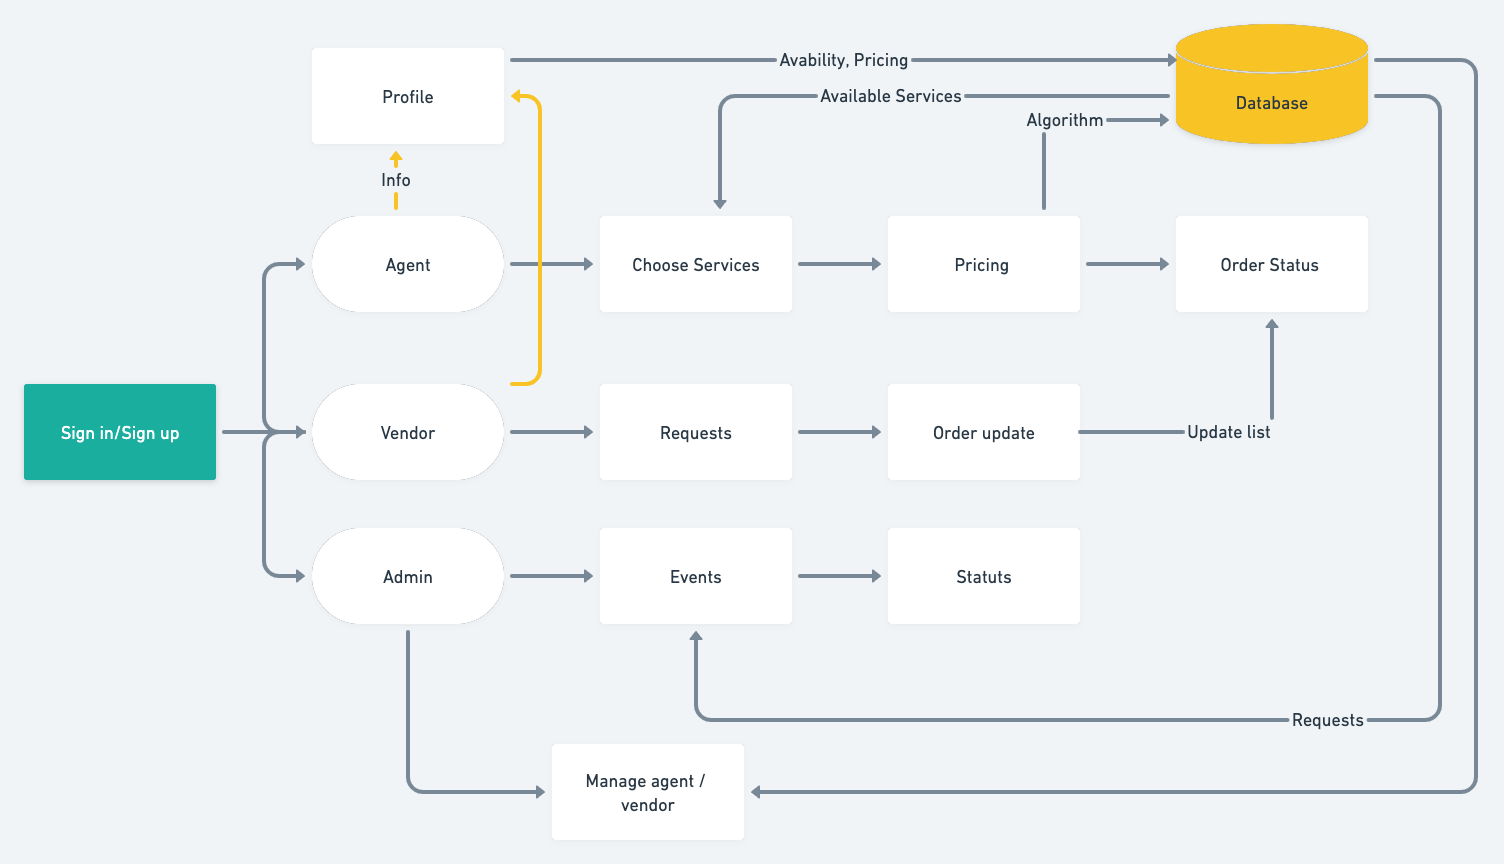 Avability, Pricing
Profile
Available Services
Database
Algorithm
Info
Agent
Choose Services
Pricing
Order Status
Sign in/Sign up
Vendor
Requests
Order update
Update list
Admin
Events
Statuts
Requests
Manage agent /
vendor